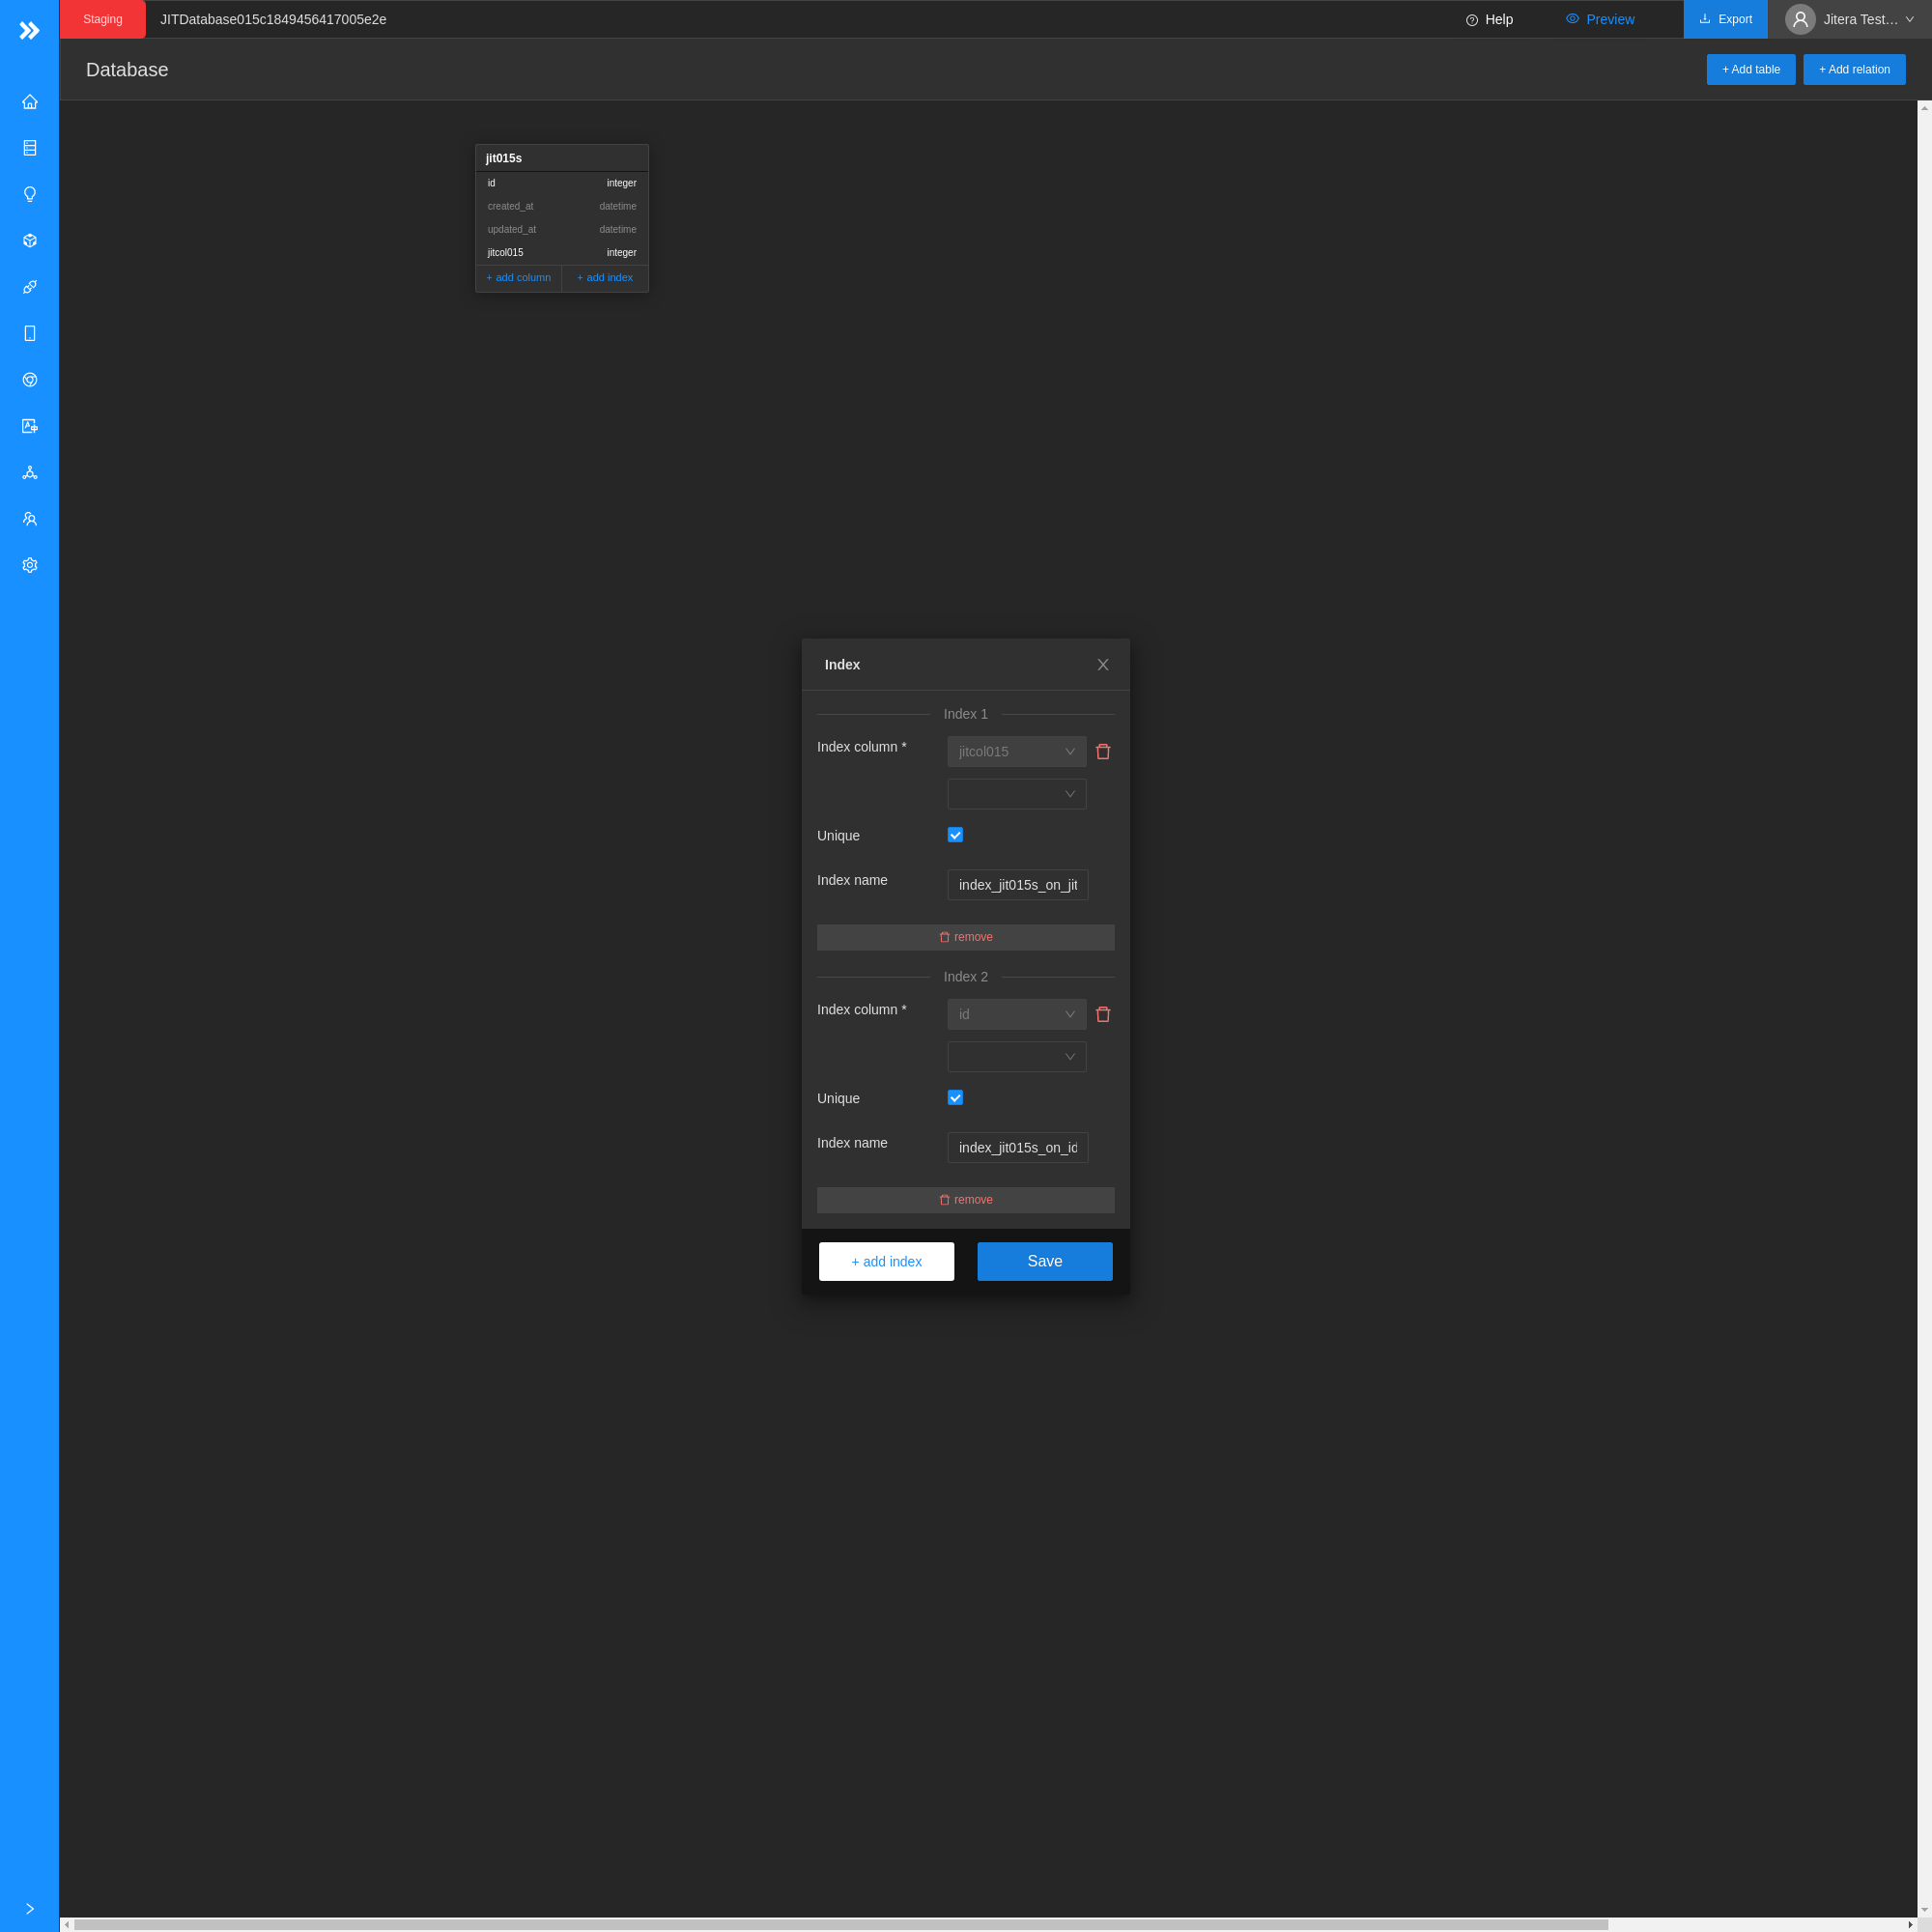 Staging
JITDatabase015c1849456417005e2e
Help
Preview
Export
Jitera Test…
Database
+ Add table
+ Add relation
jit015s
id integer
created_at datetime
updated_at datetime
jitcol015 integer
+ add column
+ add index
Index
Index 1
Index column *
jitcol015
Unique
Index name
index_jit015s_on_jit
remove
Index 2
Index column *
id
Unique
Index name
index_jit015s_on_id
remove
+ add index
Save